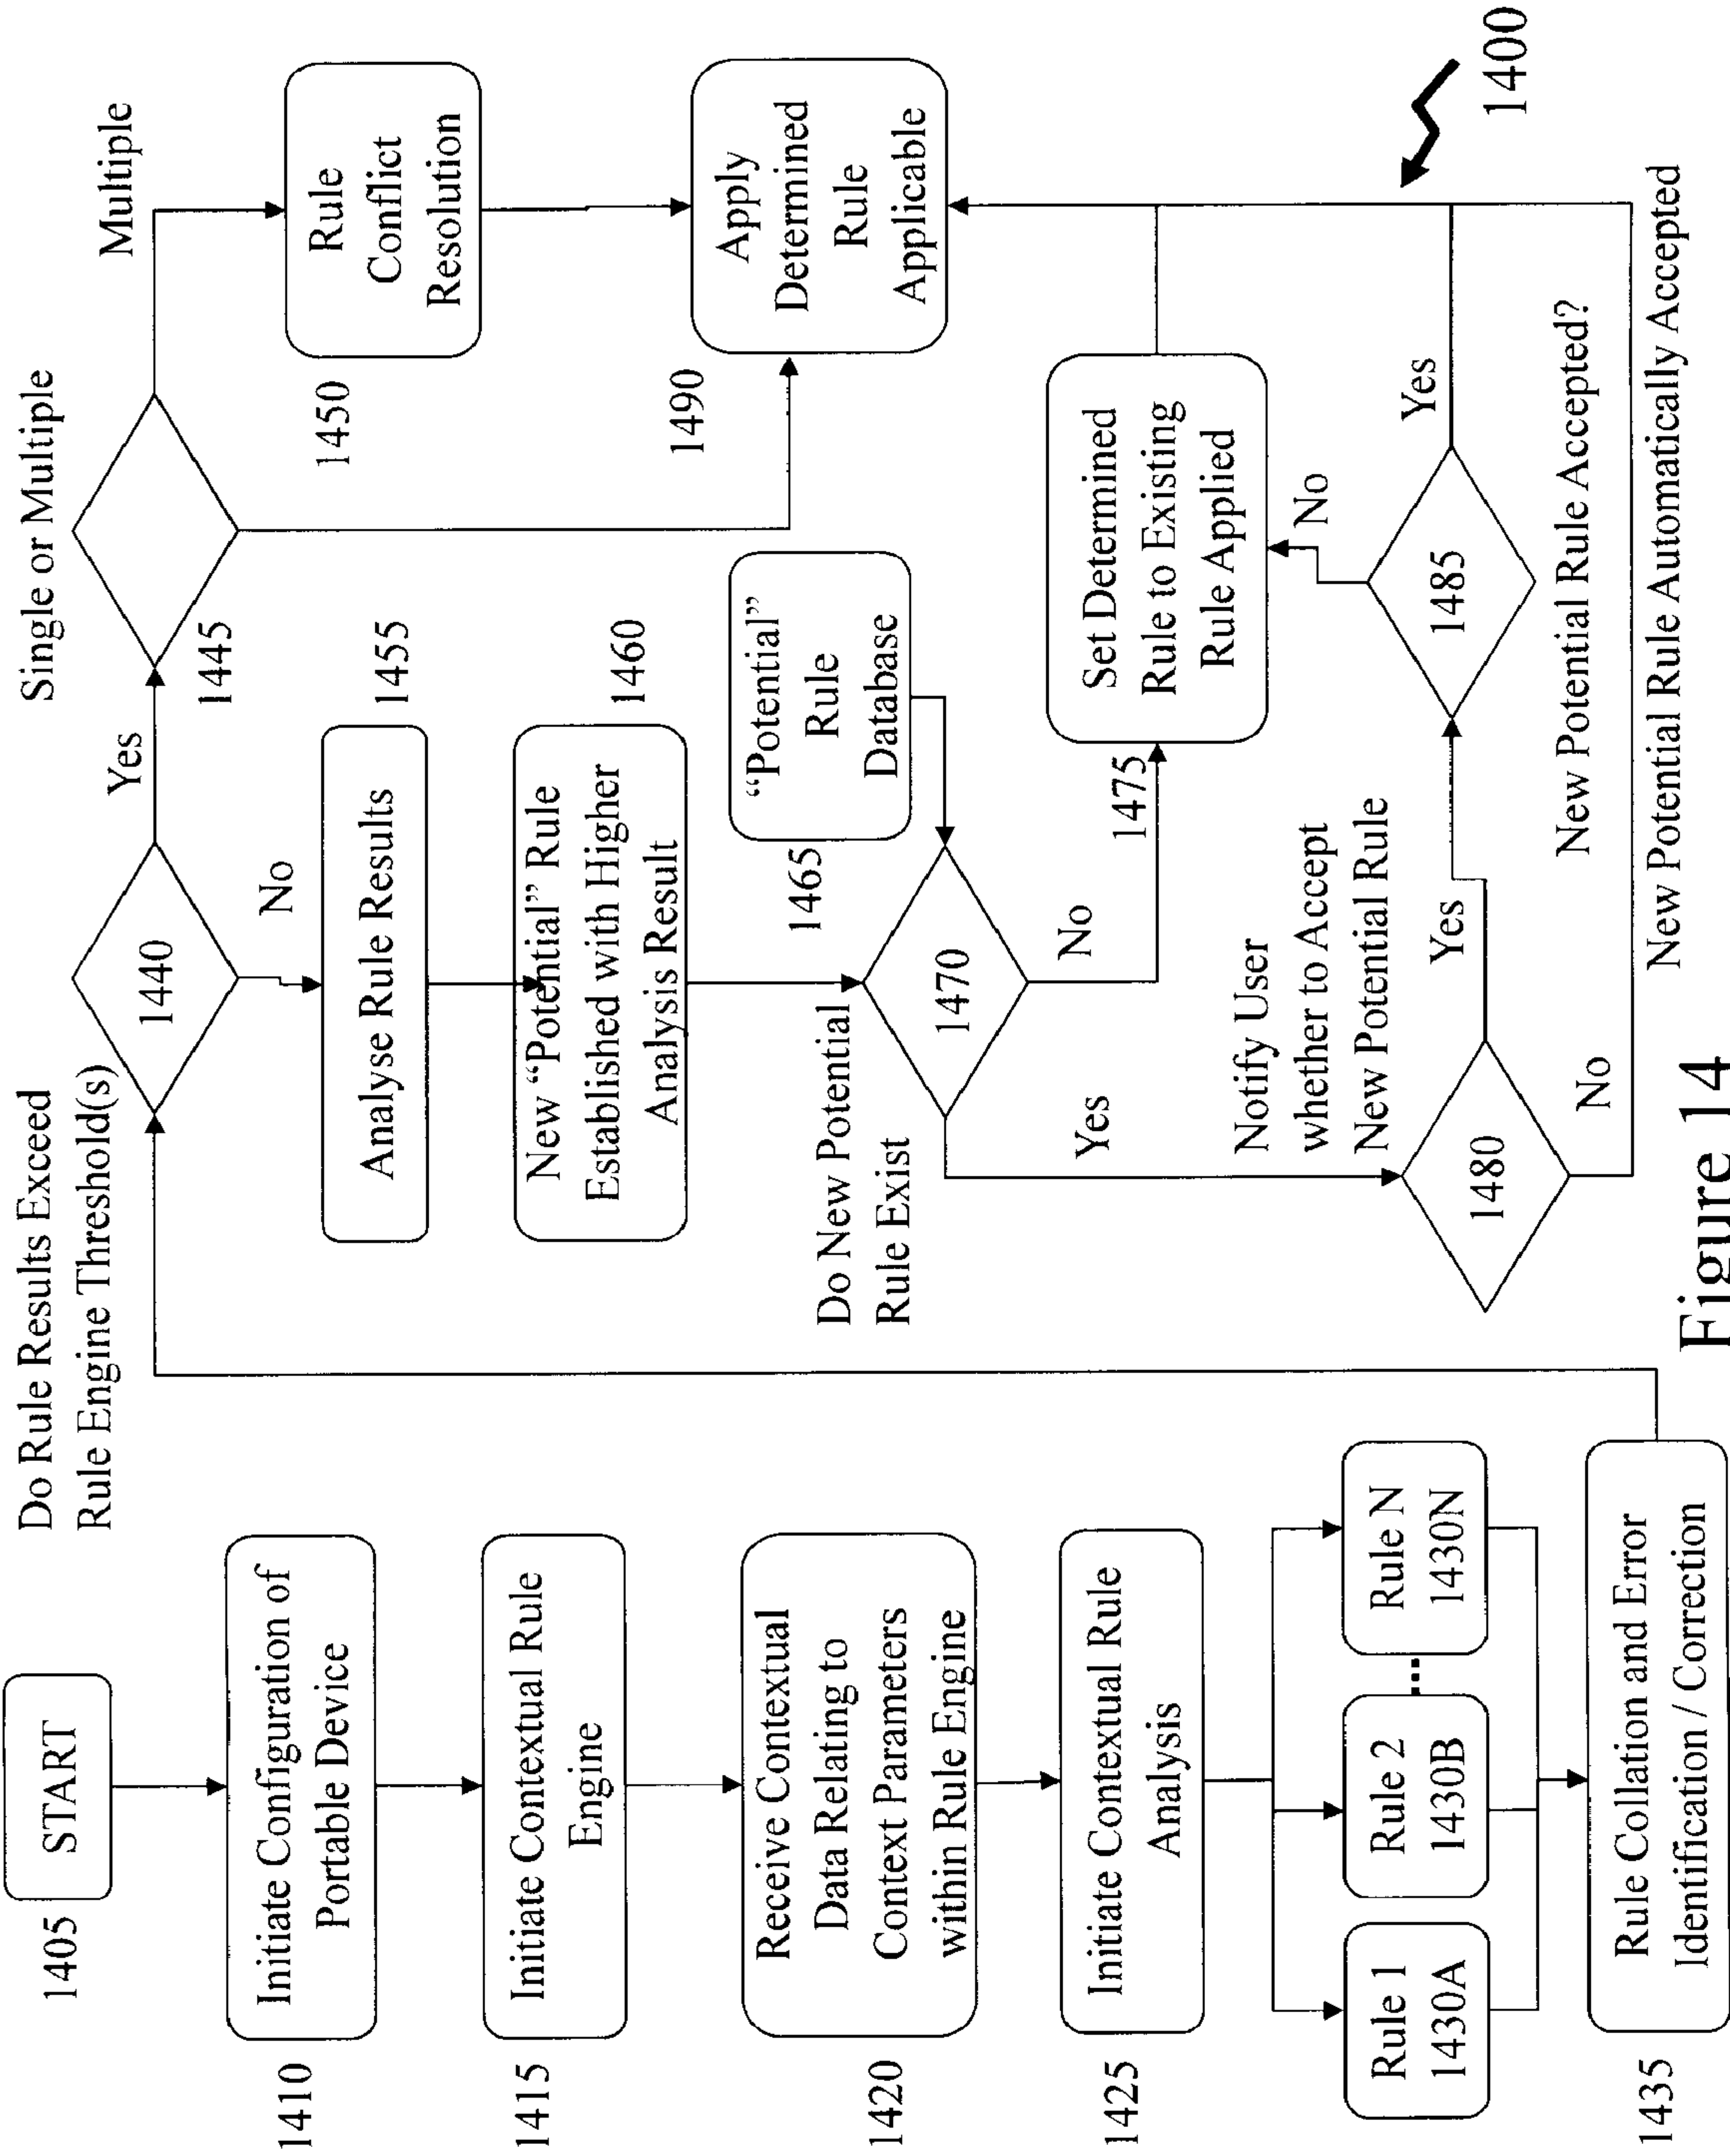 1405
START
1410
Initiate Configuration of
Portable Device
1415
Initiate Contextual Rule
Engine
1420
Receive Contextual
Data Relating to
Context Parameters
within Rule Engine
1425
Initiate Contextual Rule
Analysis
Rule 1
1430A
Rule 2
1430B
...
Rule N
1430N
1435
Rule Collation and Error
Identification / Correction
Do Rule Results Exceed
Rule Engine Threshold(s)
1440
Yes
No
Single or Multiple
1445
Multiple
Rule
Conflict
Resolution
1450
Analyse Rule Results
1455
New “Potential” Rule
Established with Higher
Analysis Result
1460
“Potential”
Rule
Database
1465
Do New Potential
Rule Exist
1470
Yes
No
1475
Set Determined
Rule to Existing
Rule Applied
1490
Apply
Determined
Rule
Applicable
Notify User
whether to Accept
New Potential Rule
1480
Yes
No
1485
No
Yes
New Potential Rule Accepted?
New Potential Rule Automatically Accepted
1400
Figure 14